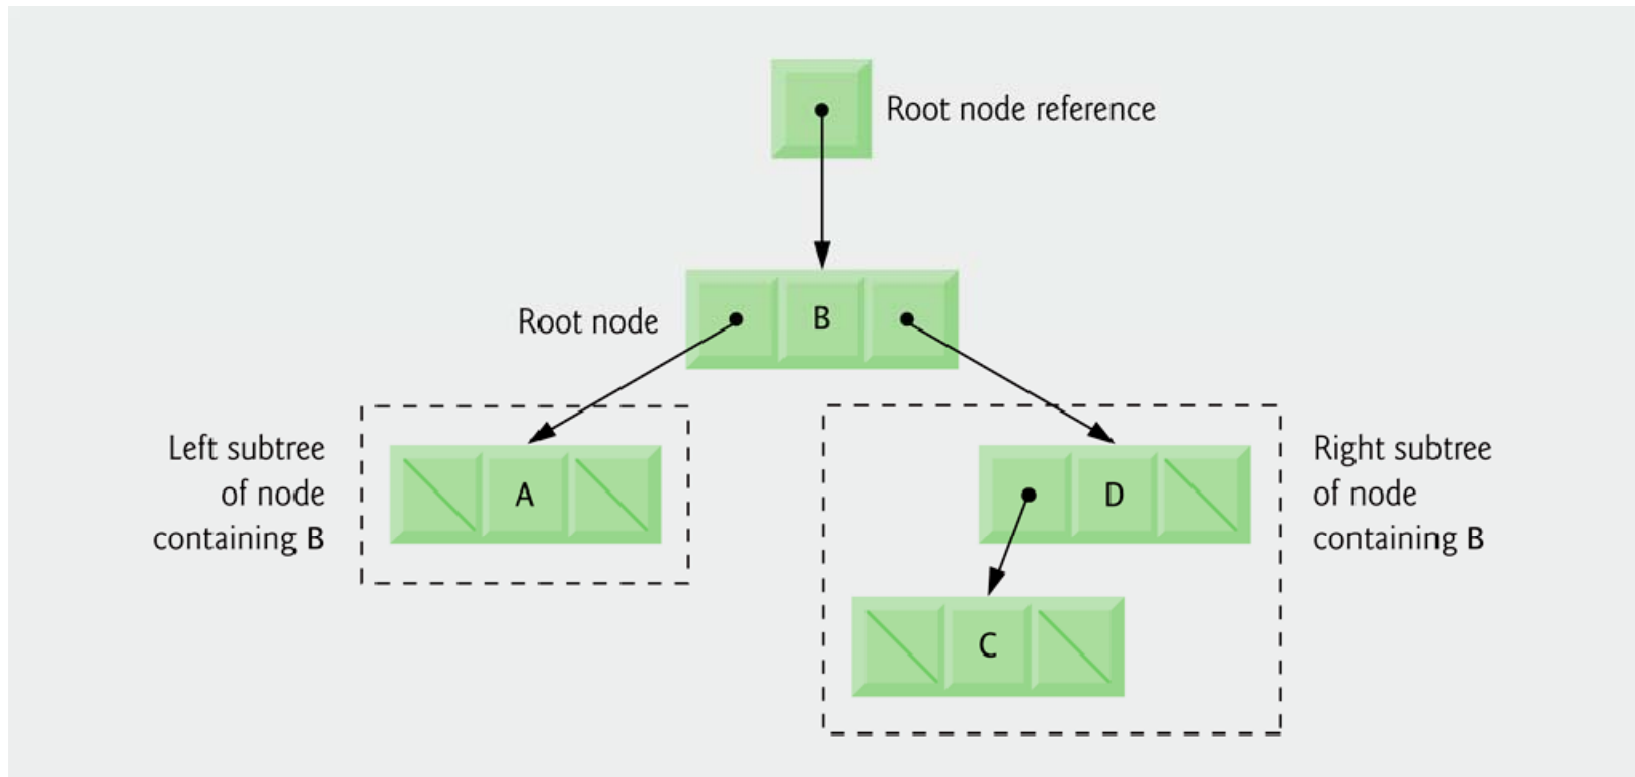 Root node reference
Root node
B
Left subtree
of node
containing B
A
D
Right subtree
of node
containing B
C